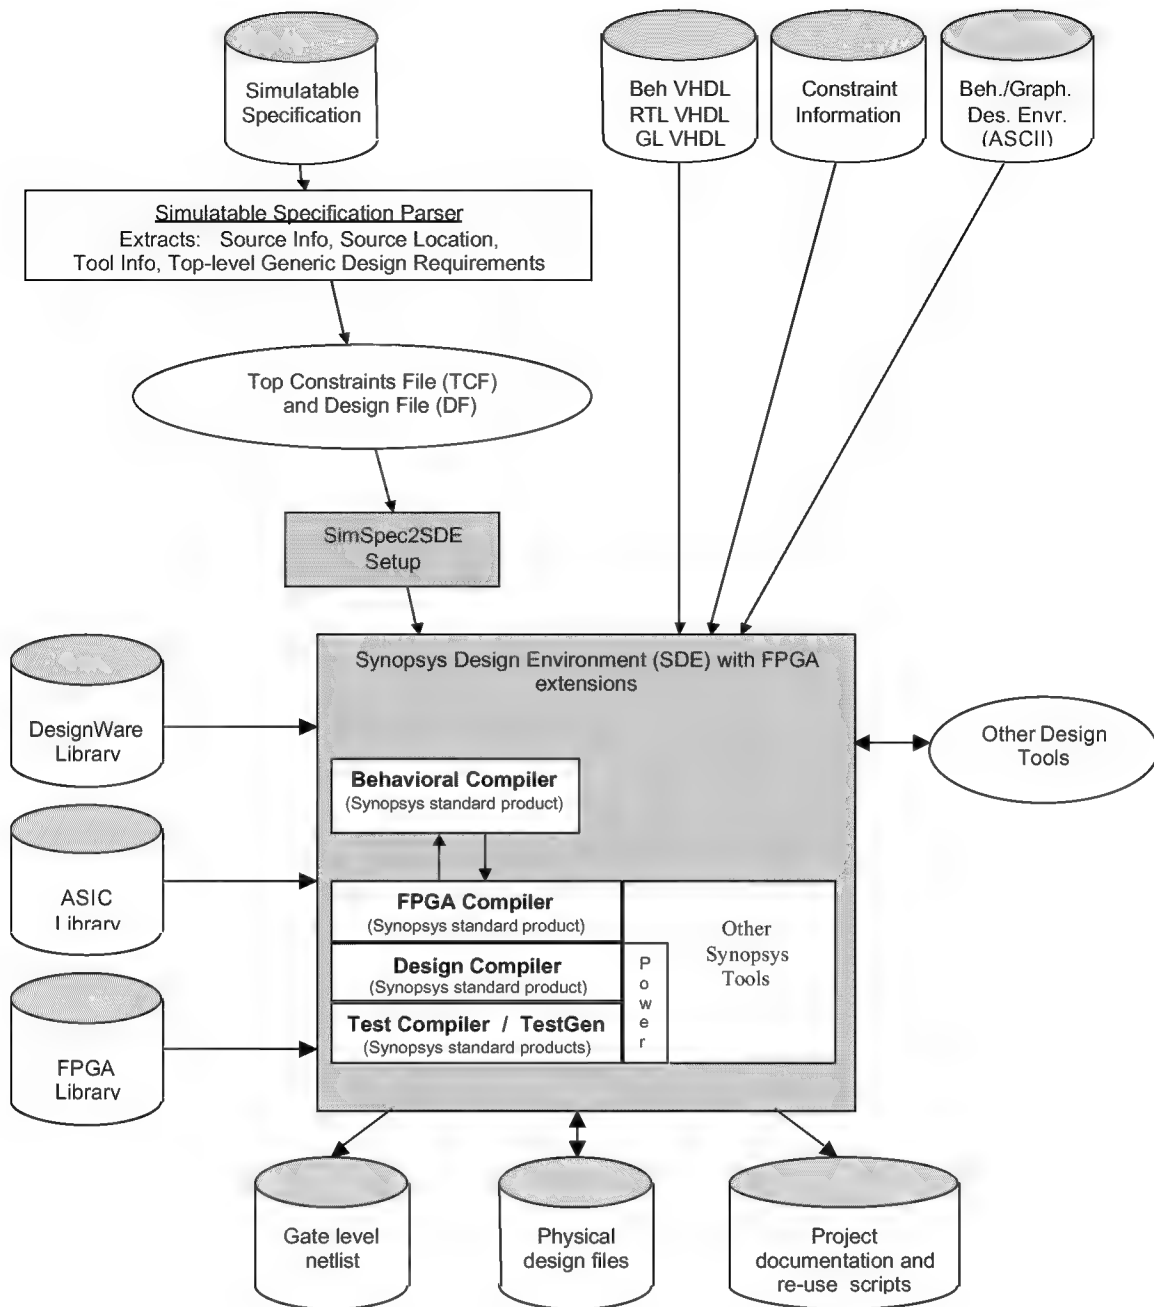 Simulatable
Specification
Beh VHDL
RTL VHDL
GL VHDL
Constraint
Information
Beh./Graph.
Des. Envr.
(ASCII)
Simulatable Specification Parser
Extracts: Source Info, Source Location,
Tool Info, Top-level Generic Design Requirements
Top Constraints File (TCF)
and Design File (DF)
SimSpec2SDE
Setup
Synopsys Design Environment (SDE) with FPGA
extensions
DesignWare
Library
Other Design
Tools
Behavioral Compiler
(Synopsys standard product)
ASIC
Library
FPGA Compiler
(Synopsys standard product)
Design Compiler
(Synopsys standard product)
Test Compiler / TestGen
(Synopsys standard products)
P
o
w
e
r
Other
Synopsys
Tools
FPGA
Library
Gate level
netlist
Physical
design files
Project
documentation and
re-use scripts